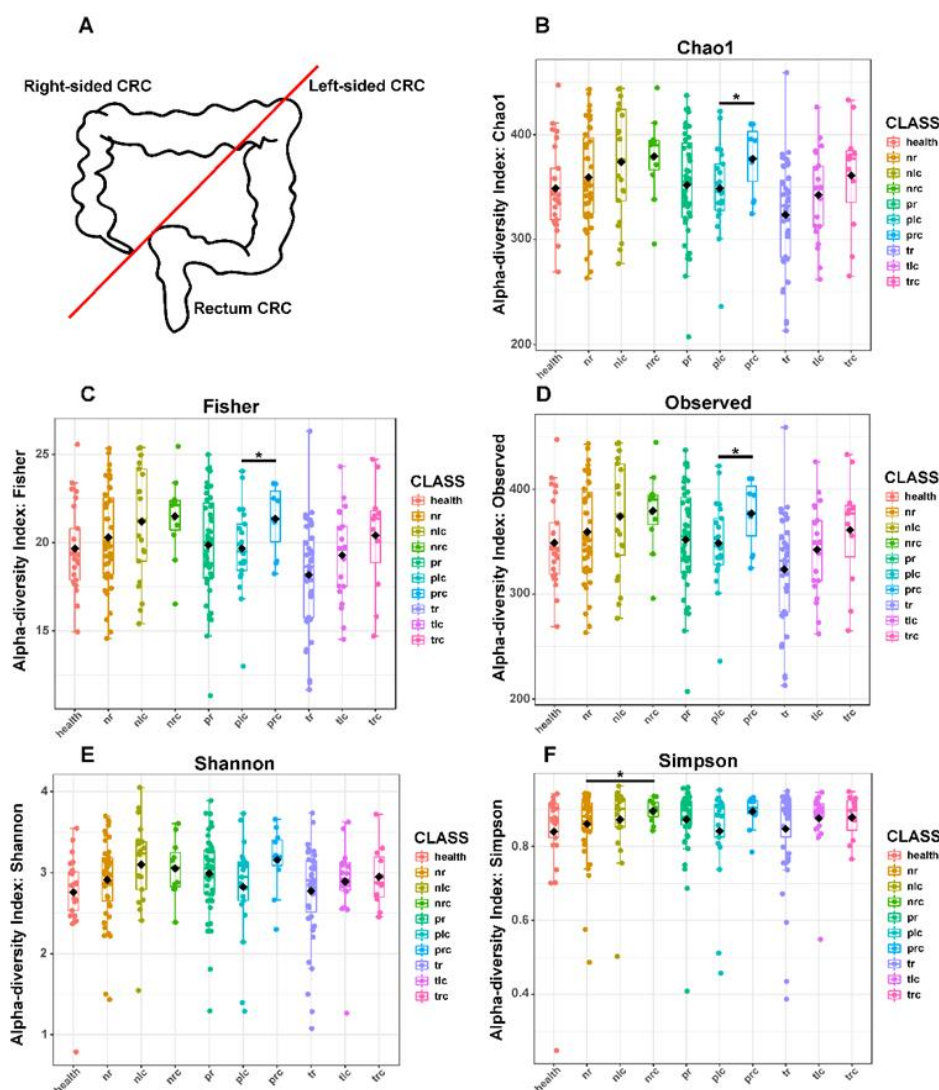 A
Right-sided CRC
Left-sided CRC
Rectum CRC
B
Chao1
Alpha-diversity Index: Chao1
400
300
200
*
health
nr
nlc
nrc
pr
plc
prc
tr
tlc
trc
CLASS
health
nr
nlc
nrc
pr
plc
prc
tr
tlc
trc
C
Fisher
Alpha-diversity Index: Fisher
25
20
15
*
health
nr
nlc
nrc
pr
plc
prc
tr
tlc
trc
CLASS
health
nr
nlc
nrc
pr
plc
prc
tr
tlc
trc
D
Observed
Alpha-diversity Index: Observed
400
300
200
*
health
nr
nlc
nrc
pr
plc
prc
tr
tlc
trc
CLASS
health
nr
nlc
nrc
pr
plc
prc
tr
tlc
trc
E
Shannon
Alpha-diversity Index: Shannon
4
3
2
1
health
nr
nlc
nrc
pr
plc
prc
tr
tlc
trc
CLASS
health
nr
nlc
nrc
pr
plc
prc
tr
tlc
trc
F
Simpson
Alpha-diversity Index: Simpson
0.8
0.6
0.4
*
health
nr
nlc
nrc
pr
plc
prc
tr
tlc
trc
CLASS
health
nr
nlc
nrc
pr
plc
prc
tr
tlc
trc